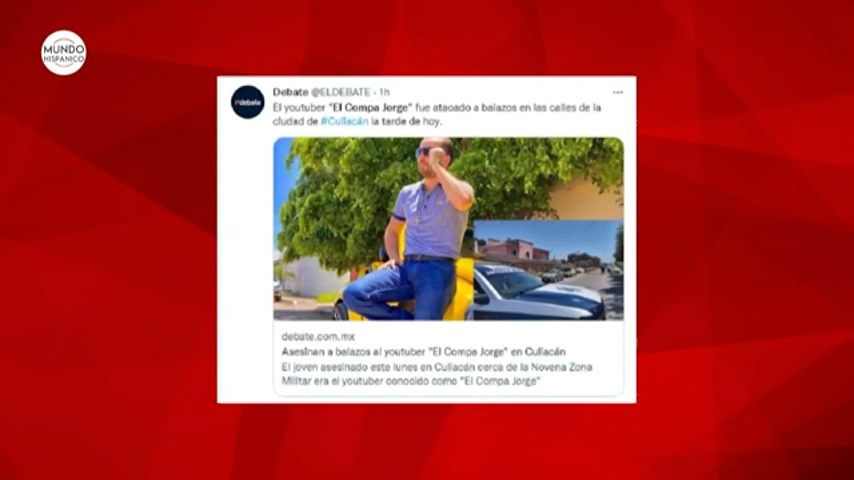 MUNDO
HISPANICO
Debate @ELDEBATE · 1h
El youtuber "El Compa Jorge" fue atacado a balazos en las calles de la
ciudad de #Culiacán la tarde de hoy.
debate
debate.com.mx
Asesinan a balazos al youtuber "El Compa Jorge" en Culiacán
El joven asesinado este lunes en Culiacán cerca de la Novena Zona
Militar era el youtuber conocido como "El Compa Jorge"